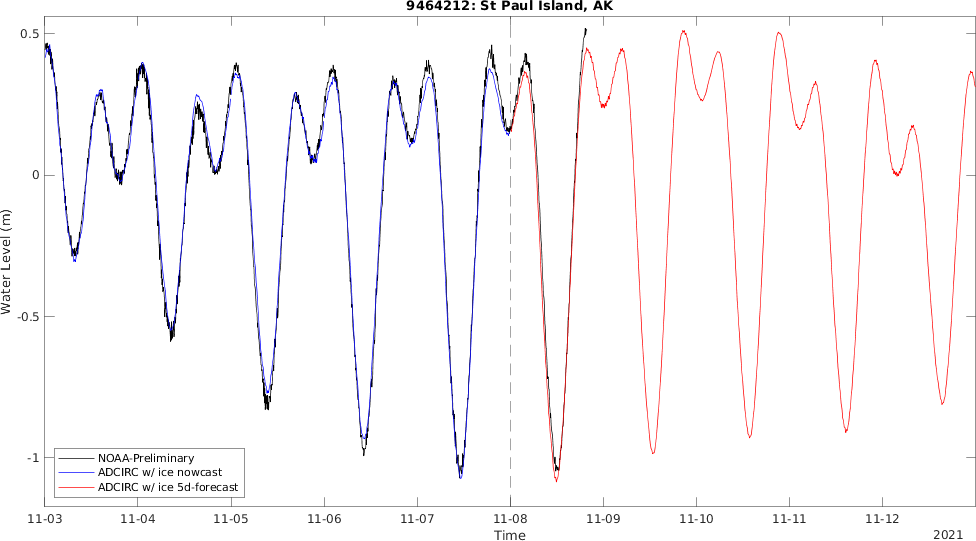 9464212: St Paul Island, AK
0.5
0
-0.5
-1
Water Level (m)
NOAA-Preliminary
ADCIRC w/ ice nowcast
ADCIRC w/ ice 5d-forecast
11-03 11-04 11-05 11-06 11-07 11-08 11-09 11-10 11-11 11-12
Time
2021